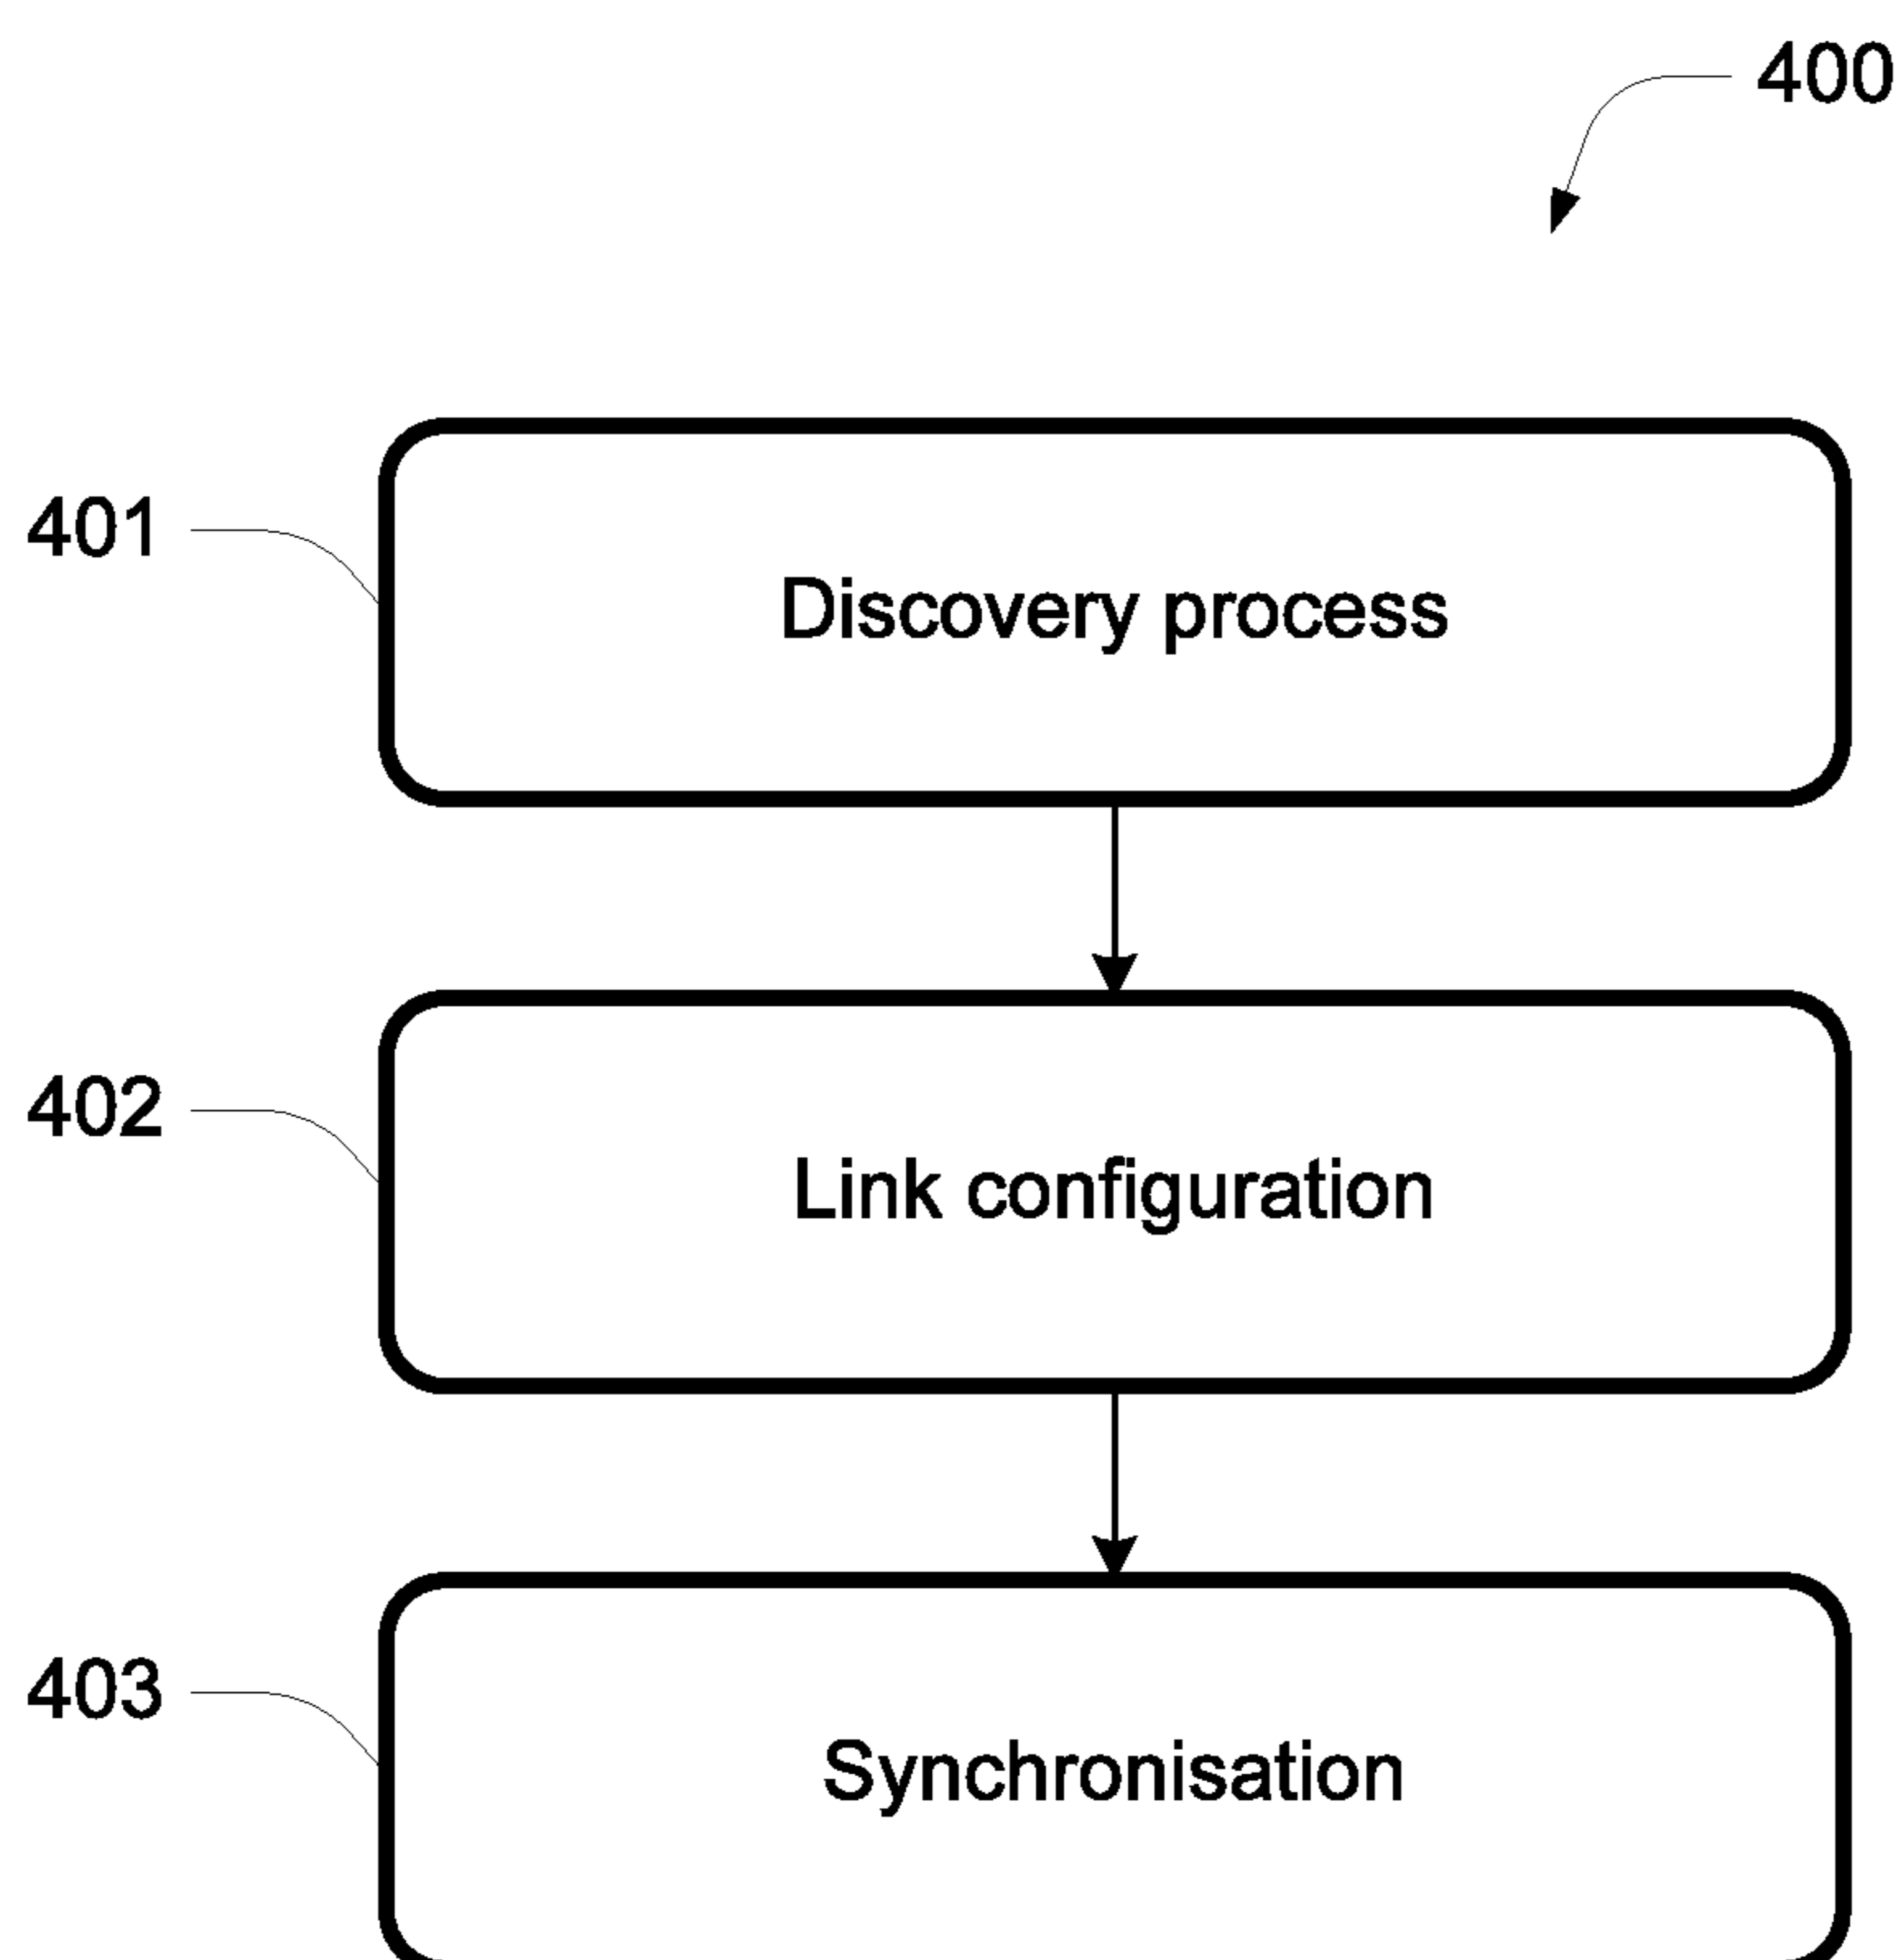 400
401
Discovery process
402
Link configuration
403
Synchronisation